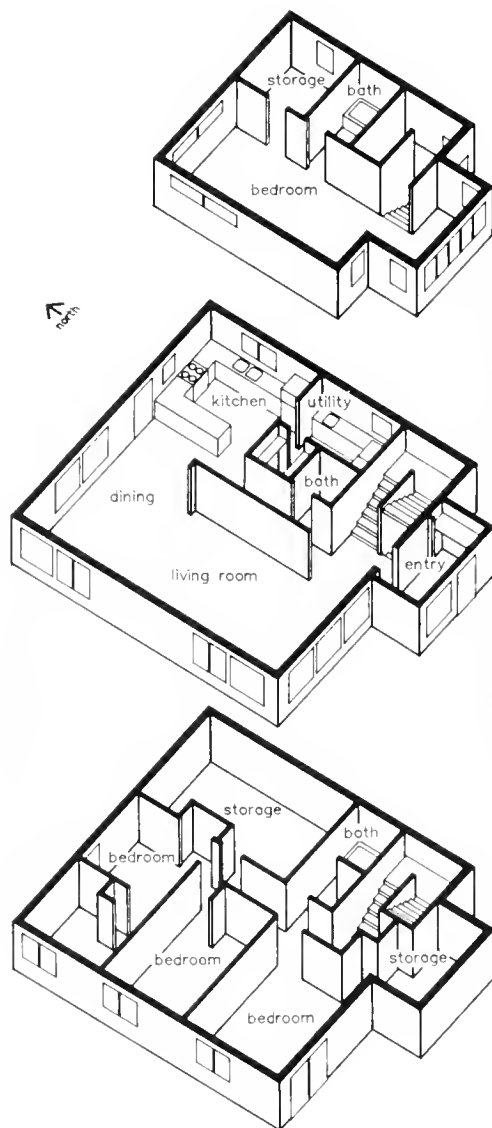 storage
bath
bedroom
north
kitchen
utility
bath
dining
living room
entry
storage
bath
bedroom
bedroom
storage
bedroom